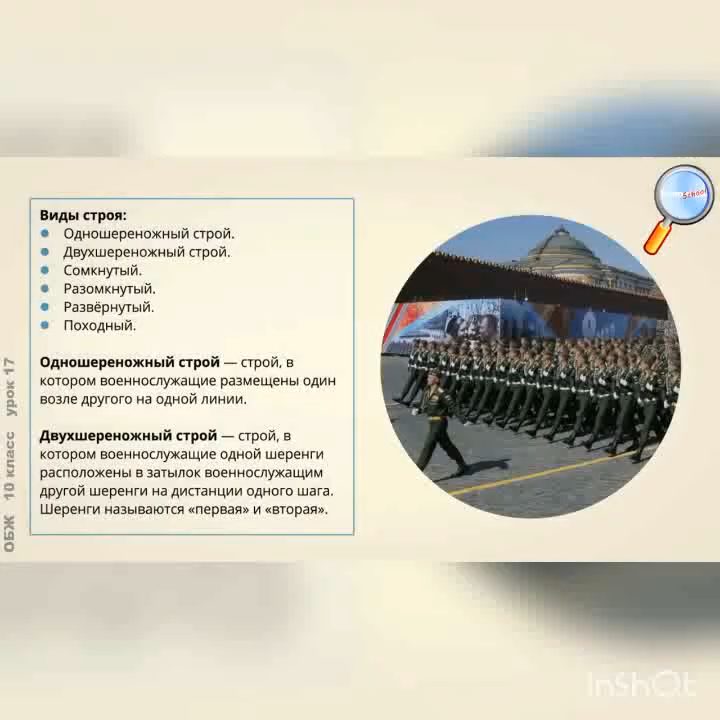 Виды строя:
Одношереножный строй.
Двухшереножный строй.
Сомкнутый.
Разомкнутый.
Развёрнутый.
Походный.
Одношереножный строй — строй, в
котором военнослужащие размещены один
возле другого на одной линии.
Двухшереножный строй — строй, в
котором военнослужащие одной шеренги
расположены в затылок военнослужащим
другой шеренги на дистанции одного шага.
Шеренги называются «первая» и «вторая».
ОБЖ 10 класс урок 17
School
InShOt